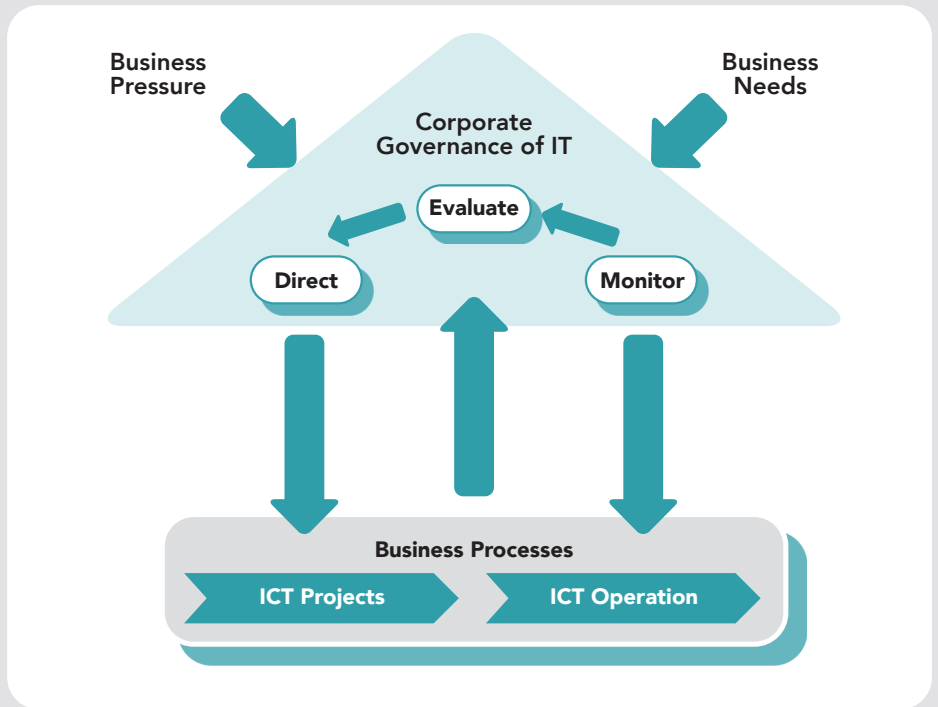 Business
Pressure
Business
Needs
Corporate
Governance of IT
Evaluate
Direct
Monitor
Business Processes
ICT Projects
ICT Operation